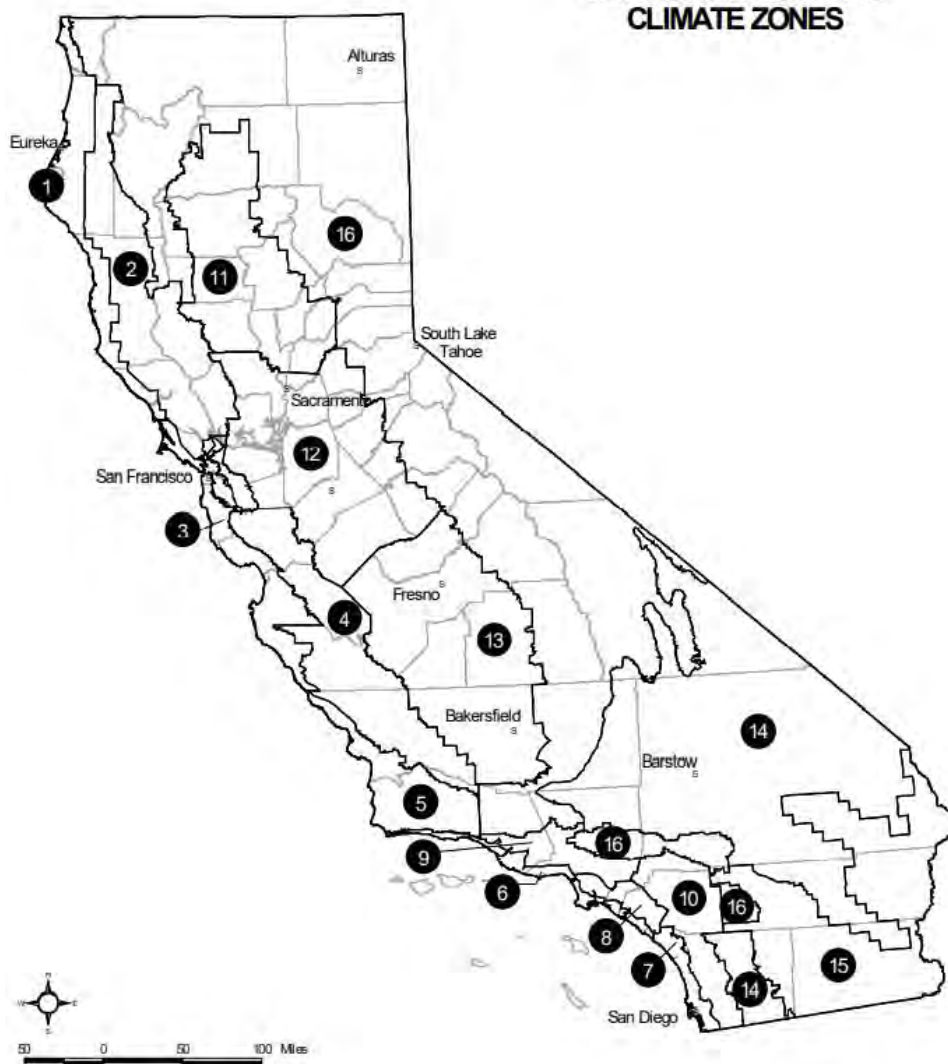 CLIMATE ZONES
Alturas
S
Eureka
1
16
2
11
South Lake
Tahoe
S
Sacramento
12
San Francisco
S
S
3
Fresno
S
4
13
Bakersfield
S
14
Barstow
S
5
9
16
6
10
16
8
7
15
14
San Diego
N
W
E
S
50 0 50 100 Miles